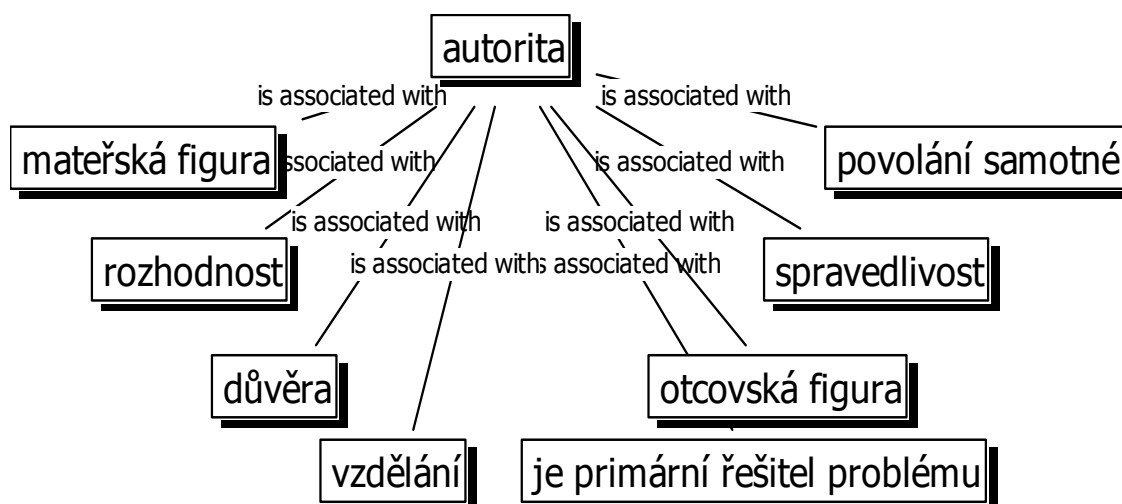 autorita
is associated with
is associated with
mateřská figura
povolání samotné
ssociated with
is associated with
is associated with
is associated with
rozhodnost
spravedlivost
is associated with
s associated with
důvěra
otcovská figura
vzdělání
je primární řešitel problému